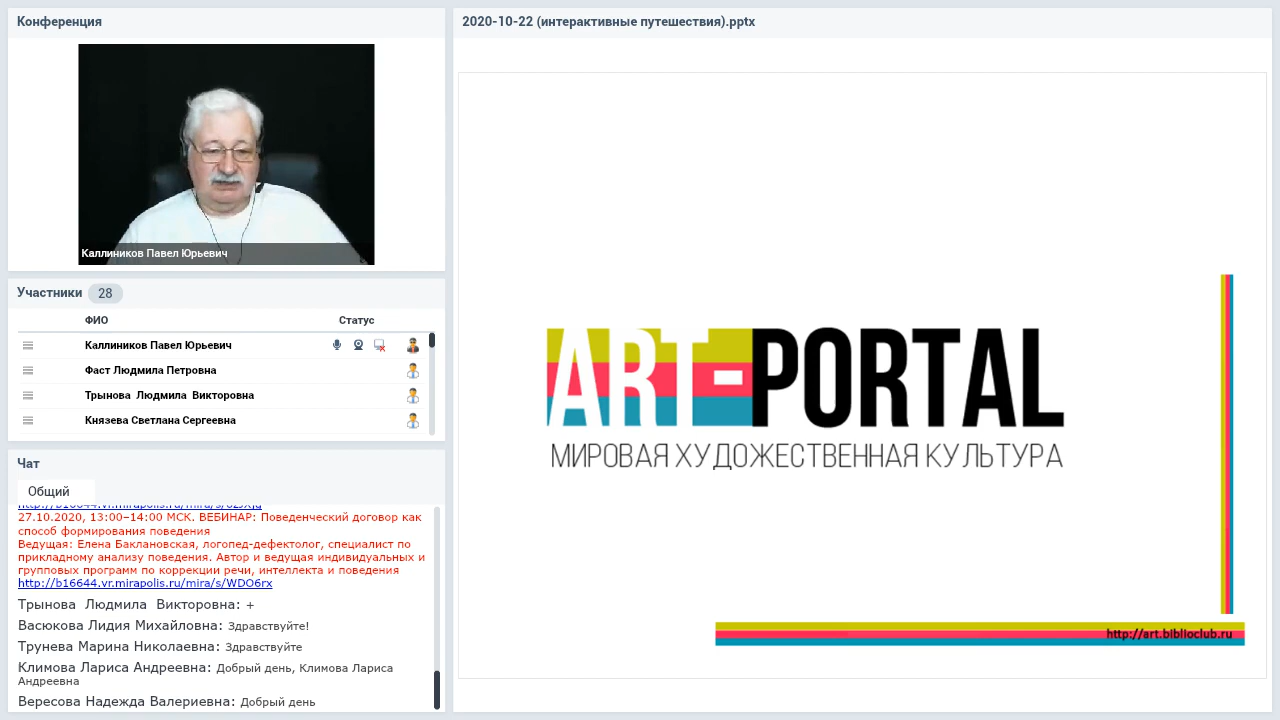 Конференция
Каллиников Павел Юрьевич
Участники 28
ФИО Статус
Каллиников Павел Юрьевич
Фаст Людмила Петровна
Трынова Людмила Викторовна
Князева Светлана Сергеевна
Чат
Общий
27.10.2020, 13:00–14:00 МСК. ВЕБИНАР: Поведенческий договор как
способ формирования поведения
Ведущая: Елена Баклановская, логопед-дефектолог, специалист по
прикладному анализу поведения. Автор и ведущая индивидуальных и
групповых программ по коррекции речи, интеллекта и поведения
http://b16644.vr.mirapolis.ru/mira/s/WDO6rx
Трынова Людмила Викторовна: +
Васюкова Лидия Михайловна: Здравствуйте!
Трунева Марина Николаевна: Здравствуйте
Климова Лариса Андреевна: Добрый день, Климова Лариса
Андреевна
Вересова Надежда Валериевна: Добрый день
2020-10-22 (интерактивные путешествия).pptx
ART-PORTAL
МИРОВАЯ ХУДОЖЕСТВЕННАЯ КУЛЬТУРА
http://art.biblioclub.ru